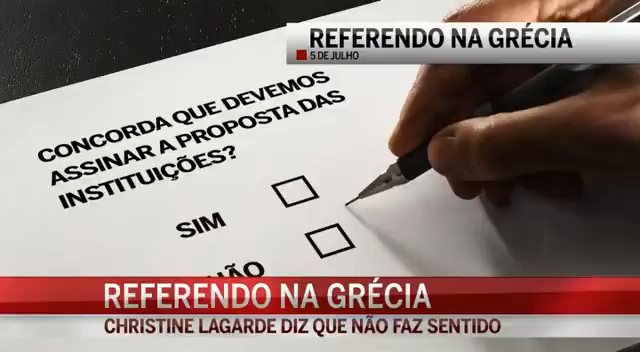 REFERENDO NA GRÉCIA
5 DE JULHO
CONCORDA QUE DEVEMOS
ASSINAR A PROPOSTA DAS
INSTITUIÇÕES?
SIM
NÃO
REFERENDO NA GRÉCIA
CHRISTINE LAGARDE DIZ QUE NÃO FAZ SENTIDO